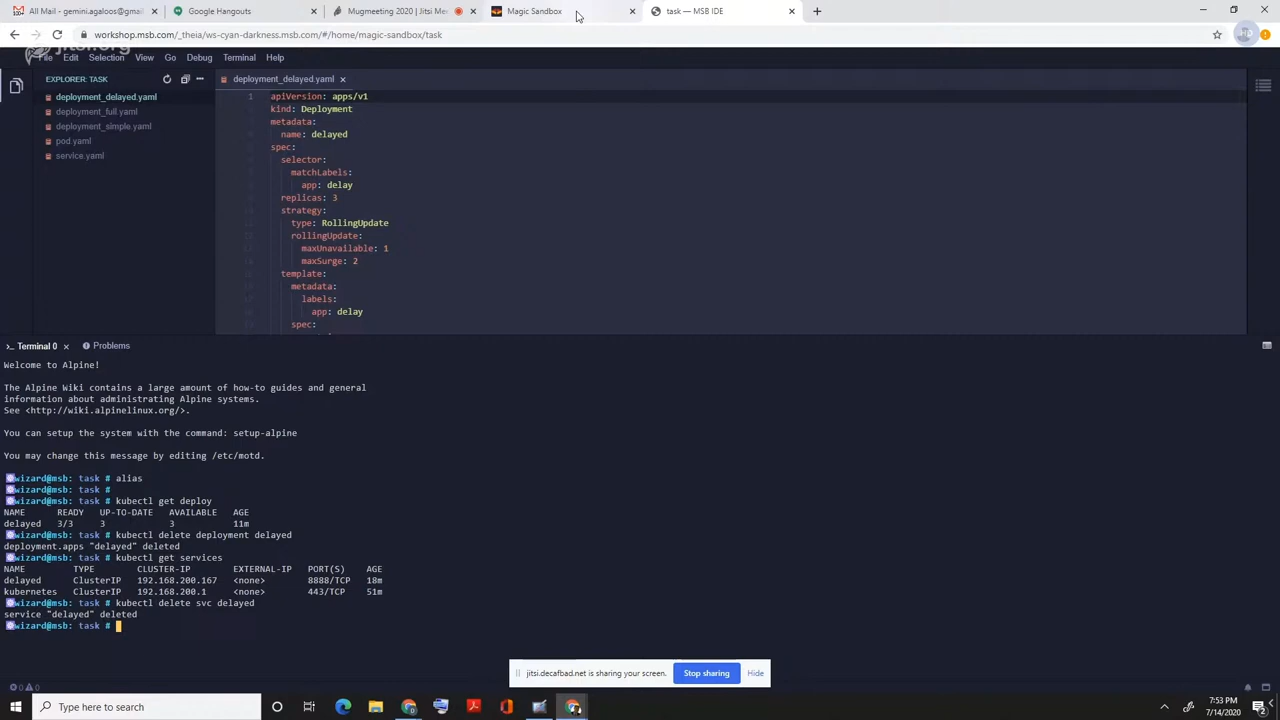 All Mail - gemini.agaloos@gmail.c
Google Hangouts
Mugmeeting 2020 | Jitsi Me
Magic Sandbox
task — MSB IDE
workshop.msb.com/_theia/ws-cyan-darkness.msb.com/#/home/magic-sandbox/task
jitsi.org
File Edit Selection View Go Debug Terminal Help
EXPLORER: TASK
deployment_delayed.yaml
deployment_full.yaml
deployment_simple.yaml
pod.yaml
service.yaml
deployment_delayed.yaml
1 apiVersion: apps/v1
kind: Deployment
metadata:
name: delayed
spec:
selector:
matchLabels:
app: delay
replicas: 3
strategy:
type: RollingUpdate
rollingUpdate:
maxUnavailable: 1
maxSurge: 2
template:
metadata:
labels:
app: delay
spec:
>_ Terminal 0
Problems
Welcome to Alpine!
The Alpine Wiki contains a large amount of how-to guides and general
information about administrating Alpine systems.
See <http://wiki.alpinelinux.org/>.
You can setup the system with the command: setup-alpine
You may change this message by editing /etc/motd.
wizard@msb: task # alias
wizard@msb: task #
wizard@msb: task # kubectl get deploy
NAME READY UP-TO-DATE AVAILABLE AGE
delayed 3/3 3 3 11m
wizard@msb: task # kubectl delete deployment delayed
deployment.apps "delayed" deleted
wizard@msb: task # kubectl get services
NAME TYPE CLUSTER-IP EXTERNAL-IP PORT(S) AGE
delayed ClusterIP 192.168.200.167 <none> 8888/TCP 18m
kubernetes ClusterIP 192.168.200.1 <none> 443/TCP 51m
wizard@msb: task # kubectl delete svc delayed
service "delayed" deleted
wizard@msb: task #
jitsi.decafbad.net is sharing your screen. Stop sharing Hide
0 0
Type here to search
7:53 PM
7/14/2020
2